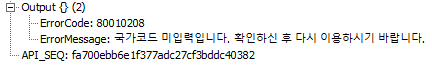 Output {} (2)
ErrorCode: 80010208
ErrorMessage: 국가코드 미입력입니다. 확인하신 후 다시 이용하시기 바랍니다.
API_SEQ: fa700ebb6e1f377adc27cf3bddc40382